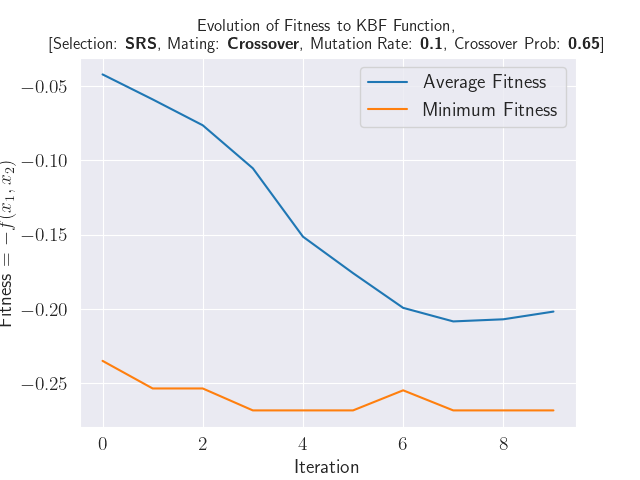 Evolution of Fitness to KBF Function,
[Selection: SRS, Mating: Crossover, Mutation Rate: 0.1, Crossover Prob: 0.65]
Average Fitness
Minimum Fitness
Fitness = −f(x₁, x₂)
−0.05
−0.10
−0.15
−0.20
−0.25
0
2
4
6
8
Iteration